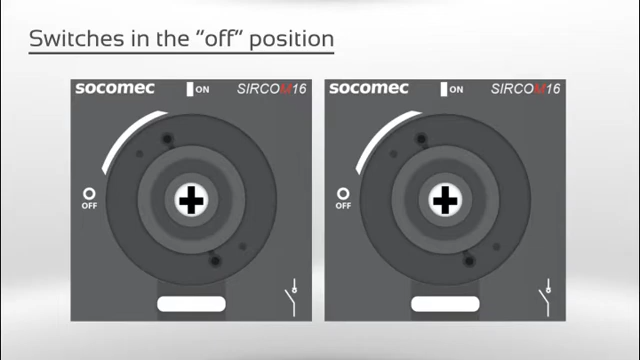 Switches in the “off” position
socomec ON SIRCOM16
OFF
socomec ON SIRCOM16
OFF